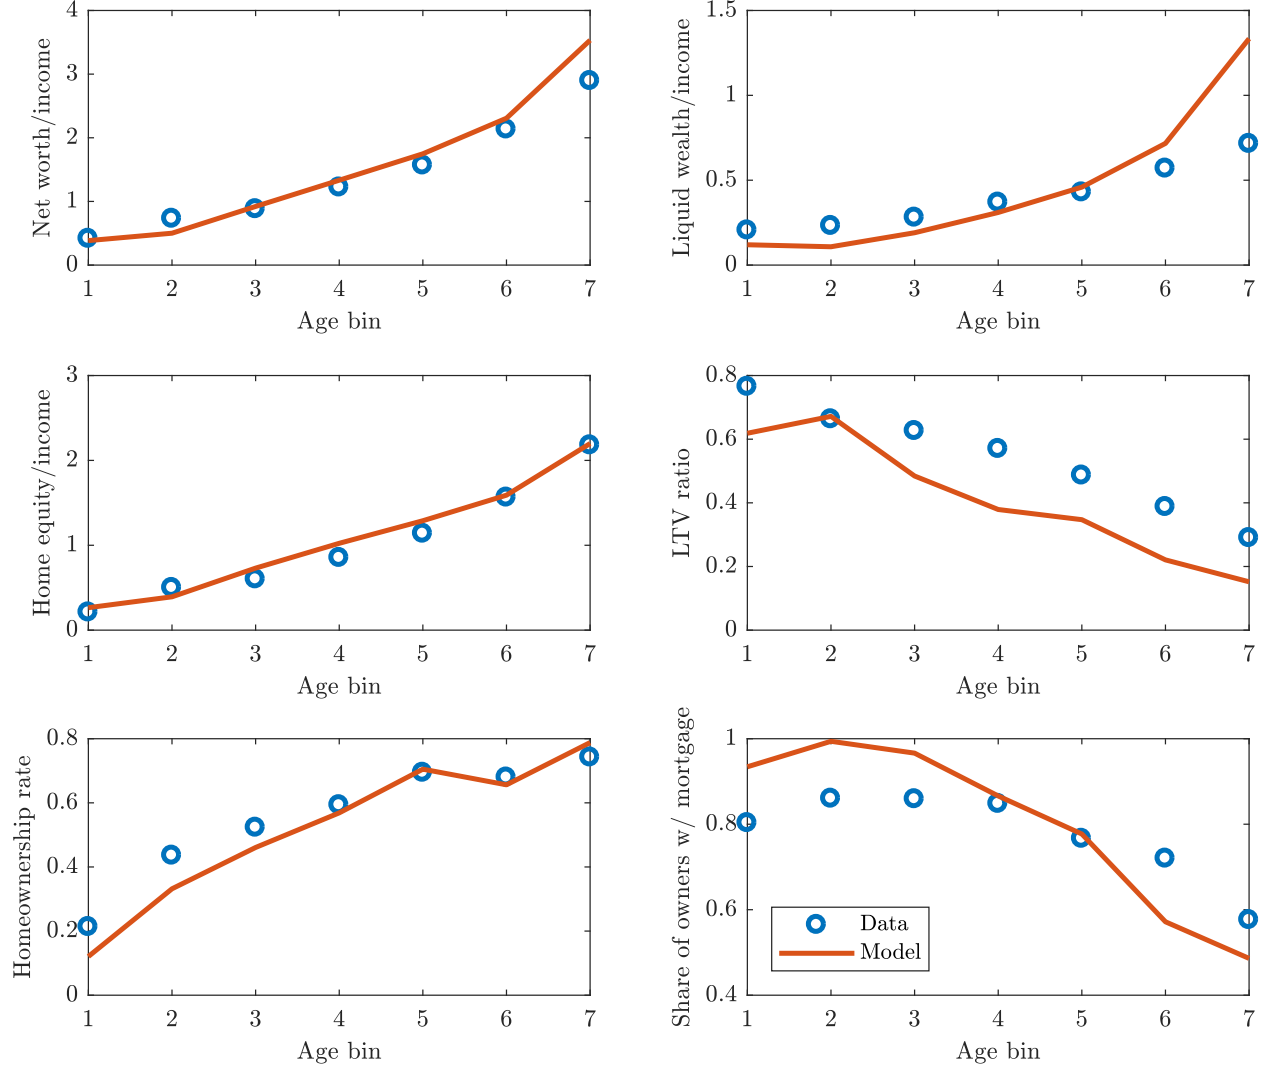 Net worth/income
4
3
2
1
0
1 2 3 4 5 6 7
Age bin
Liquid wealth/income
1.5
1
0.5
0
1 2 3 4 5 6 7
Age bin
Home equity/income
3
2
1
0
1 2 3 4 5 6 7
Age bin
LTV ratio
0.8
0.6
0.4
0.2
0
1 2 3 4 5 6 7
Age bin
Homeownership rate
0.8
0.6
0.4
0.2
0
1 2 3 4 5 6 7
Age bin
Share of owners w/ mortgage
1
0.8
0.6
0.4
Data
Model
1 2 3 4 5 6 7
Age bin